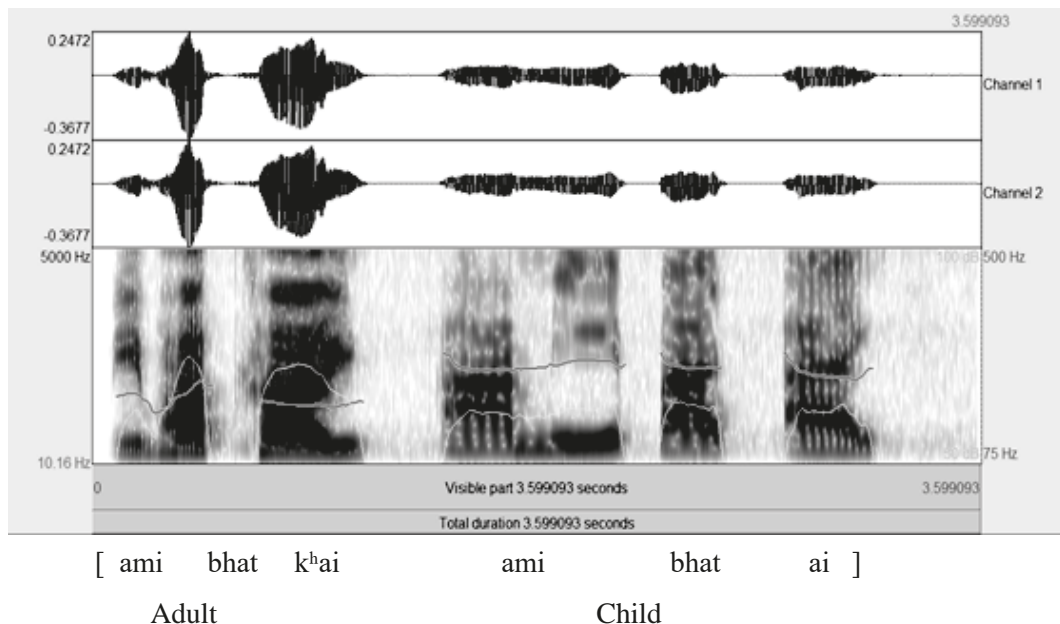 3.599093
0.2472
Channel 1
-0.3677
0.2472
Channel 2
-0.3677
5000 Hz 100 dB 500 Hz
10.16 Hz 75 Hz
0 Visible part 3.599093 seconds 3.599093
Total duration 3.599093 seconds
[ ami bhat kʰai ami bhat ai ]
Adult Child